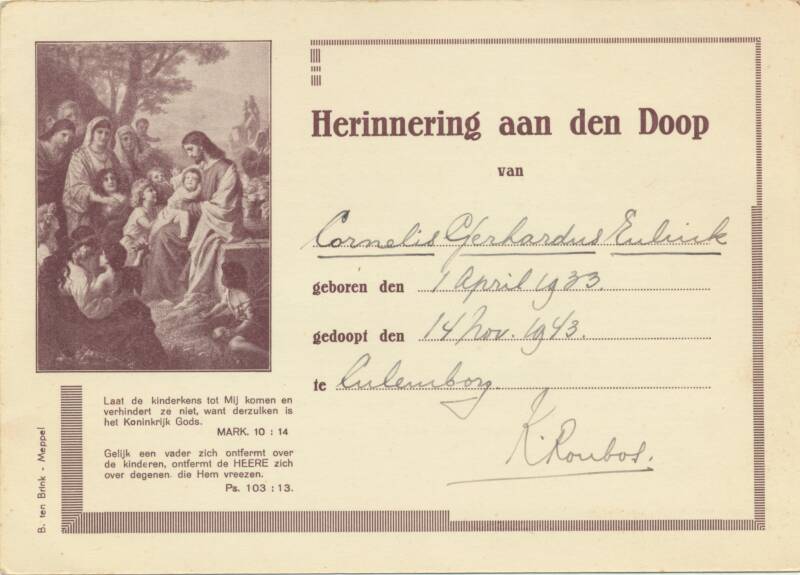 Herinnering aan den Doop
van
Cornelis Gerhardus Eulink
geboren den 1 April 1933.
gedoopt den 14 Nov. 1943.
te Culemborg.
K. Roubos.
Laat de kinderkens tot Mij komen en
verhindert ze niet, want derzulken is
het Koninkrijk Gods.
MARK. 10 : 14
Gelijk een vader zich ontfermt over
de kinderen, ontfermt de HEERE zich
over degenen, die Hem vreezen.
Ps. 103 : 13.
B. ten Brink - Meppel